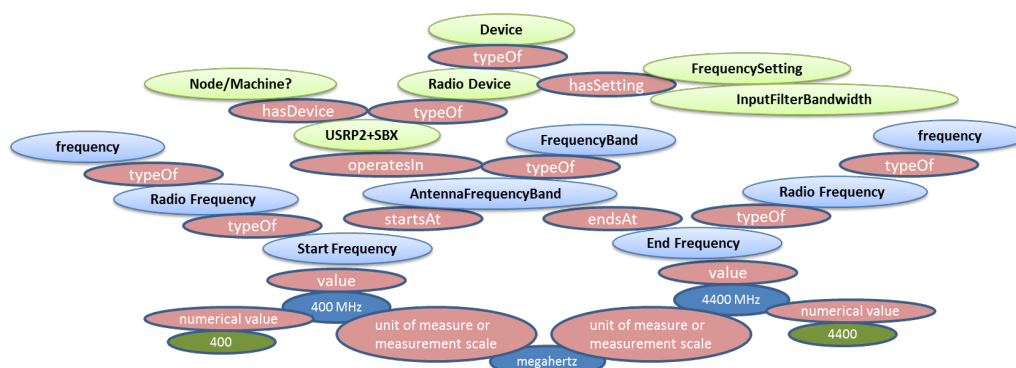 Device
typeOf
Node/Machine?
Radio Device
hasSetting
FrequencySetting
InputFilterBandwidth
hasDevice
typeOf
USRP2+SBX
FrequencyBand
frequency
frequency
operatesIn
typeOf
typeOf
typeOf
Radio Frequency
AntennaFrequencyBand
Radio Frequency
typeOf
startsAt
endsAt
typeOf
Start Frequency
End Frequency
value
value
400 MHz
4400 MHz
numerical value
unit of measure or
measurement scale
unit of measure or
measurement scale
numerical value
400
4400
megahertz